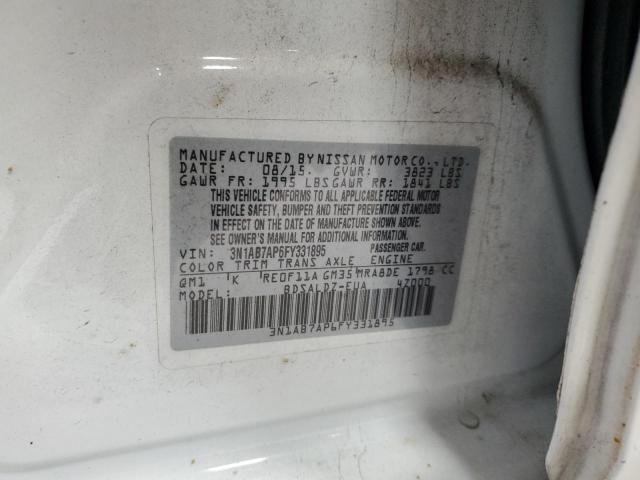 MANUFACTURED BY NISSAN MOTOR CO., LTD.
DATE: 08/15. GVWR: 3823 LBS
GAWR FR: 1995 LBS GAWR RR: 1841 LBS
THIS VEHICLE CONFORMS TO ALL APPLICABLE FEDERAL MOTOR
VEHICLE SAFETY, BUMPER AND THEFT PREVENTION STANDARDS
IN EFFECT ON THE DATE OF MANUFACTURE SHOWN ABOVE.
SEE OWNER'S MANUAL FOR ADDITIONAL INFORMATION.
VIN: 3N1AB7AP6FY331895 PASSENGER CAR.
COLOR TRIM TRANS AXLE ENGINE
QM1 K RE0F11A GM35 MRA8DE 1798 CC
MODEL: BDSALDZ-EUA 47000
3N1AB7AP6FY331895